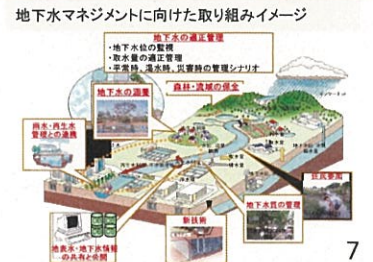 地下水マネジメントに向けた取り組みイメージ
地下水の適正管理
・地下水位の監視
・取水量の適正管理
・平常時、渇水時、災害時の管理シナリオ
地下水の涵養
森林・流域の保全
雨水・再生水
管理との連携
住民参画
地下水質の管理
新技術
地表水・地下水情報
の共有と公開
7